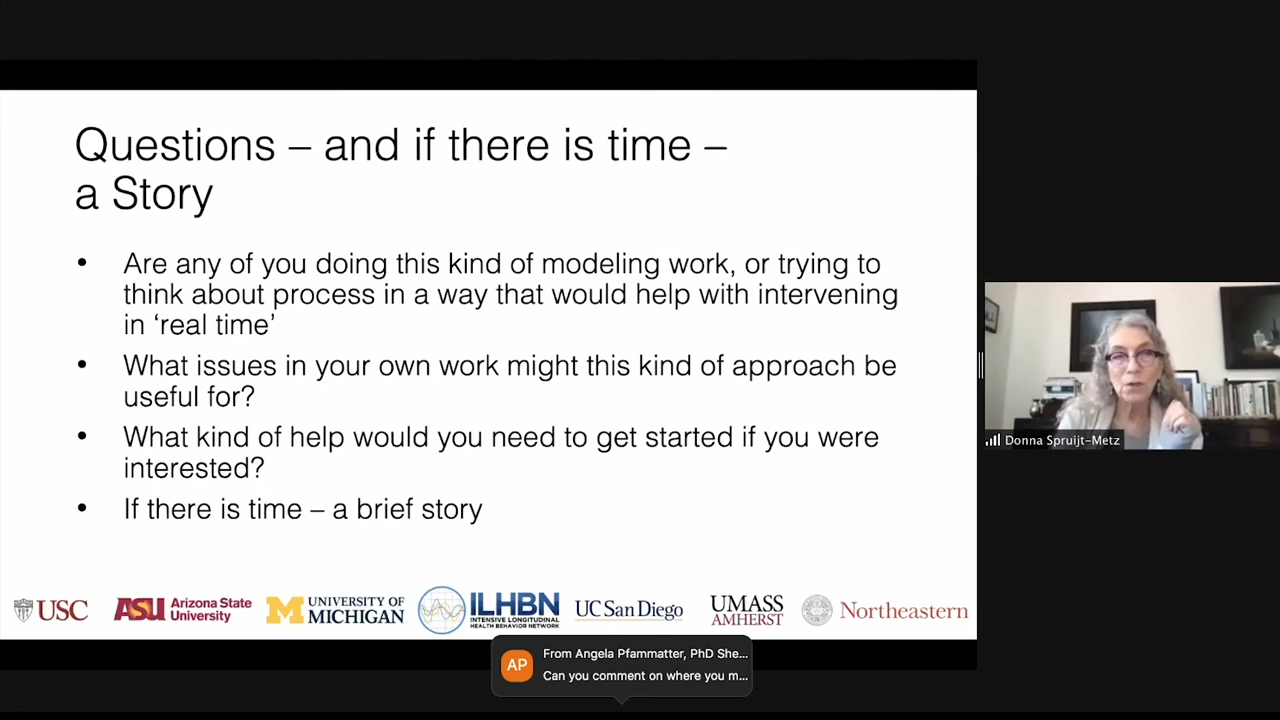 Questions – and if there is time –
a Story
• Are any of you doing this kind of modeling work, or trying to
think about process in a way that would help with intervening
in ‘real time’
• What issues in your own work might this kind of approach be
useful for?
• What kind of help would you need to get started if you were
interested?
• If there is time – a brief story
USC
ASU Arizona State
University
M UNIVERSITY OF
MICHIGAN
ILHBN
INTENSIVE LONGITUDINAL
HEALTH BEHAVIOR NETWORK
UC San Diego
UMASS
AMHERST
Northeastern
Donna Spruijt-Metz
AP
From Angela Pfammatter, PhD She...
Can you comment on where you m...